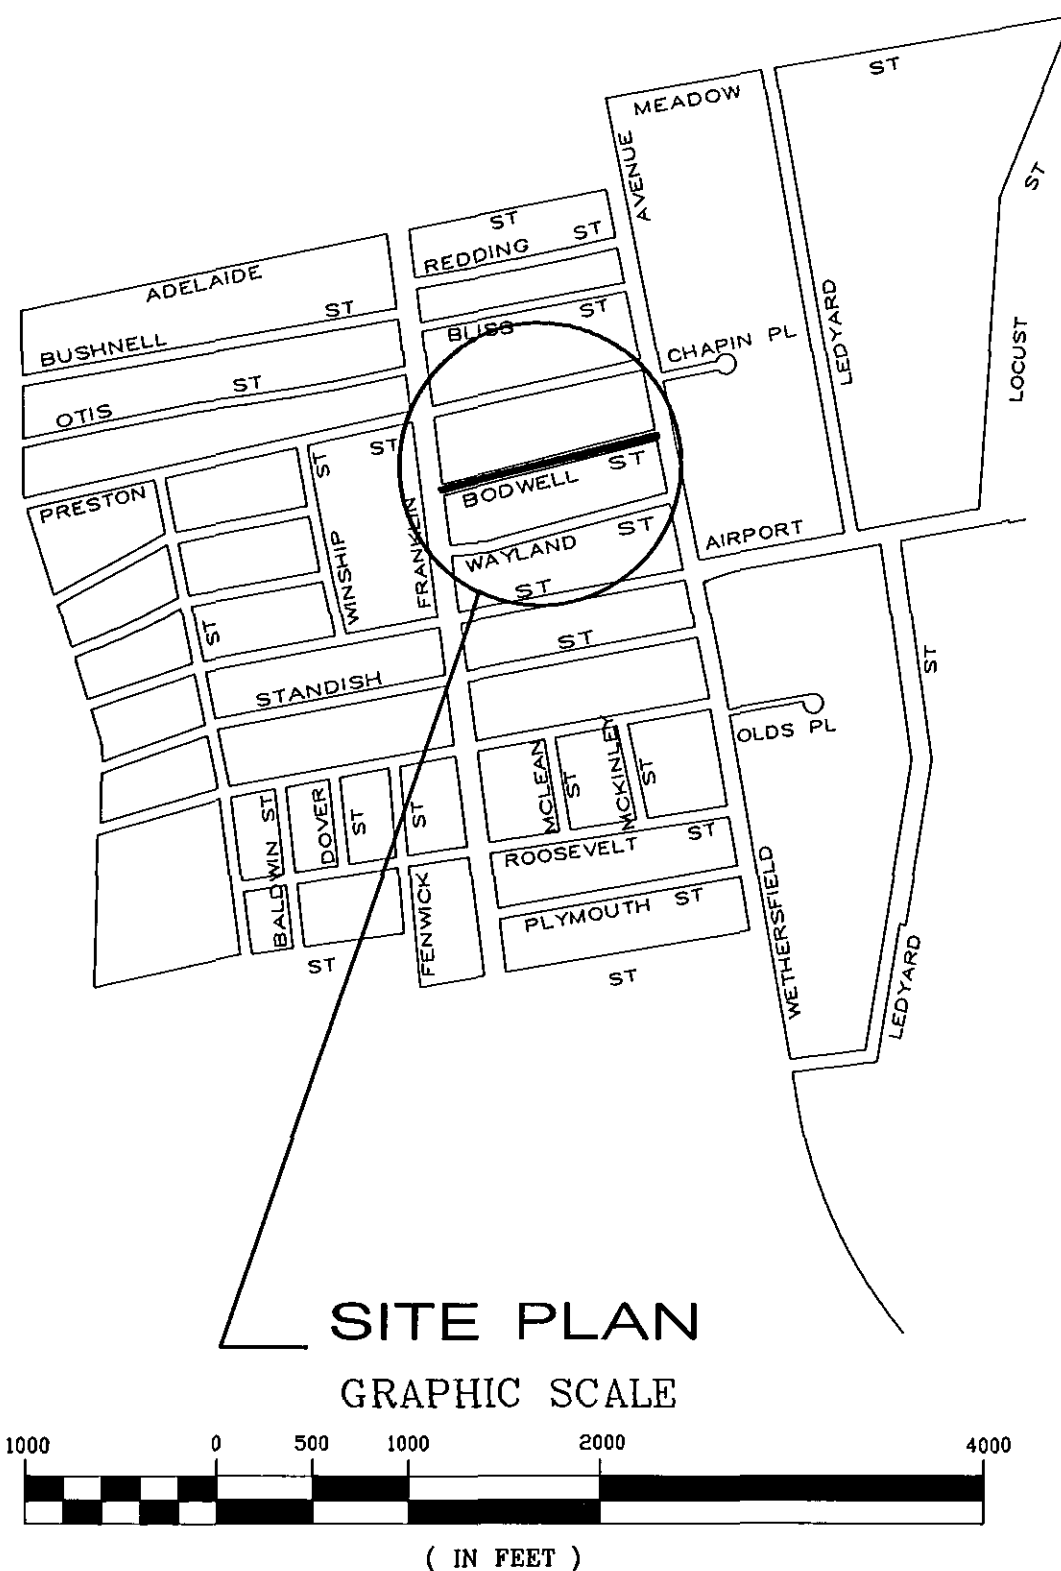 ST
MEADOW
AVENUE
ST
ST
REDDING ST
ADELAIDE
BUSHNELL ST
BLISS ST
LEDYARD
LOCUST
CHAPIN PL
OTIS ST
ST
ST
PRESTON
FRANKLIN
BODWELL ST
WINSHIP
WAYLAND ST
AIRPORT
ST
ST
ST
ST
STANDISH
OLDS PL
MCLEAN
ST
MCKINLEY
ST
BALDWIN ST
DOVER
ST
ST
ROOSEVELT ST
WETHERSFIELD
PLYMOUTH ST
FENWICK
ST
ST
LEDYARD
SITE PLAN
GRAPHIC SCALE
1000 0 500 1000 2000 4000
( IN FEET )